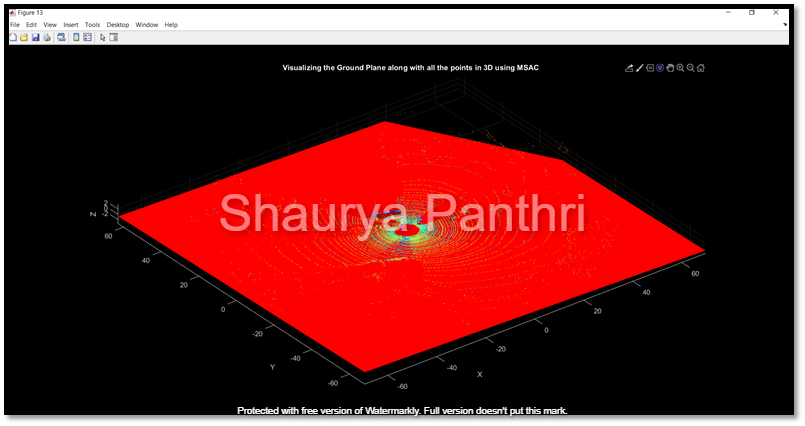 Figure 13
File Edit View Insert Tools Desktop Window Help
Visualizing the Ground Plane along with all the points in 3D using MSAC
Shaurya Panthri
Z
2
0
-2
60
40
20
0
-20
-40
-60
Y
60
40
20
0
-20
-40
-60
X
Protected with free version of Watermarkly. Full version doesn't put this mark.